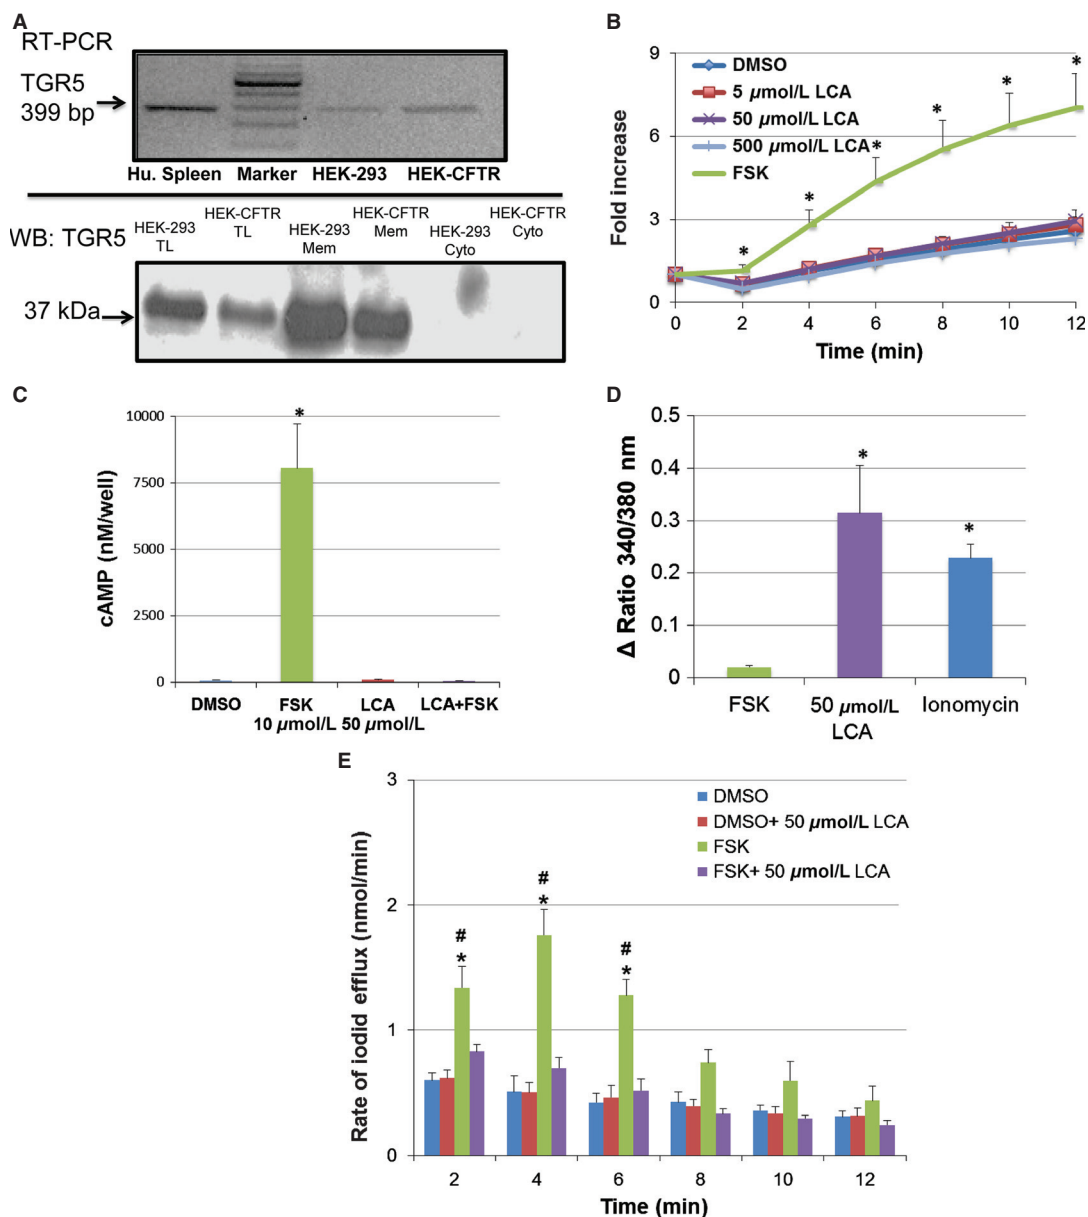 A
RT-PCR
TGR5
399 bp
Hu. Spleen Marker HEK-293 HEK-CFTR
WB: TGR5
HEK-293 TL
HEK-CFTR TL
HEK-293 Mem
HEK-CFTR Mem
HEK-293 Cyto
HEK-CFTR Cyto
37 kDa
B
Fold increase
9
6
3
0
DMSO
5 µmol/L LCA
50 µmol/L LCA
500 µmol/L LCA
FSK
* * * * * *
0 2 4 6 8 10 12
Time (min)
C
cAMP (nM/well)
10000
7500
5000
2500
0
*
DMSO FSK LCA LCA+FSK
10 µmol/L 50 µmol/L
D
Δ Ratio 340/380 nm
0.5
0.4
0.3
0.2
0.1
0
* *
FSK 50 µmol/L Ionomycin
LCA
E
Rate of iodid efflux (nmol/min)
3
2
1
0
DMSO
DMSO+ 50 µmol/L LCA
FSK
FSK+ 50 µmol/L LCA
# # #
* * *
2 4 6 8 10 12
Time (min)